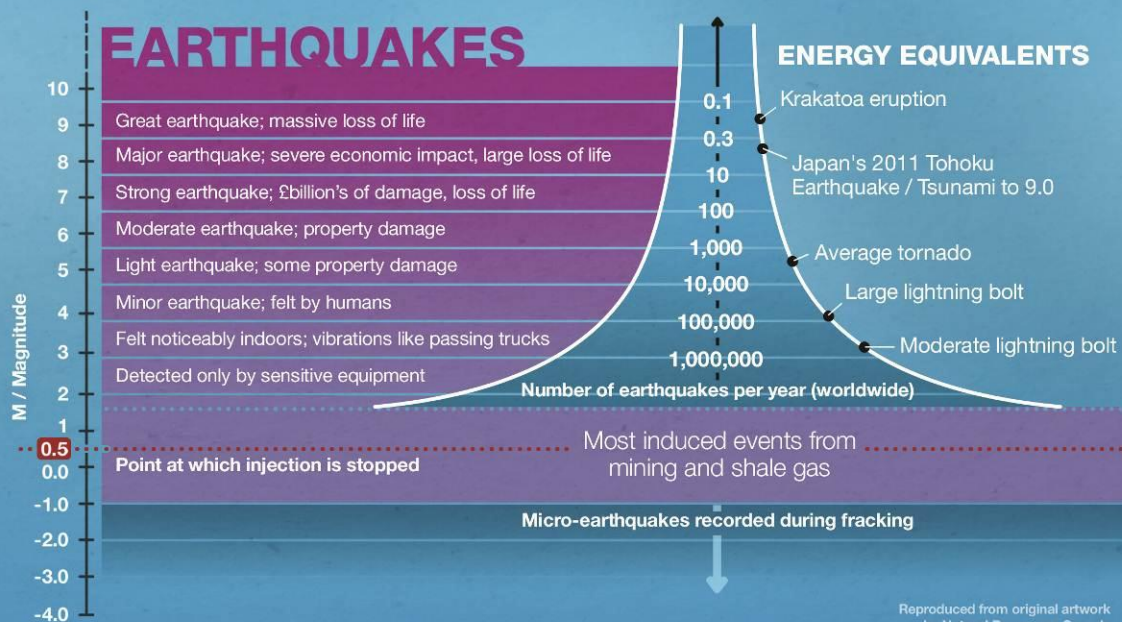 EARTHQUAKES
ENERGY EQUIVALENTS
M / Magnitude
10
9
8
7
6
5
4
3
2
1
0.5
0.0
-1.0
-2.0
-3.0
-4.0
Great earthquake; massive loss of life
Major earthquake; severe economic impact, large loss of life
Strong earthquake; £billion's of damage, loss of life
Moderate earthquake; property damage
Light earthquake; some property damage
Minor earthquake; felt by humans
Felt noticeably indoors; vibrations like passing trucks
Detected only by sensitive equipment
0.1
0.3
10
100
1,000
10,000
100,000
1,000,000
Number of earthquakes per year (worldwide)
Krakatoa eruption
Japan's 2011 Tohoku
Earthquake / Tsunami to 9.0
Average tornado
Large lightning bolt
Moderate lightning bolt
Most induced events from
mining and shale gas
Point at which injection is stopped
Micro-earthquakes recorded during fracking
Reproduced from original artwork